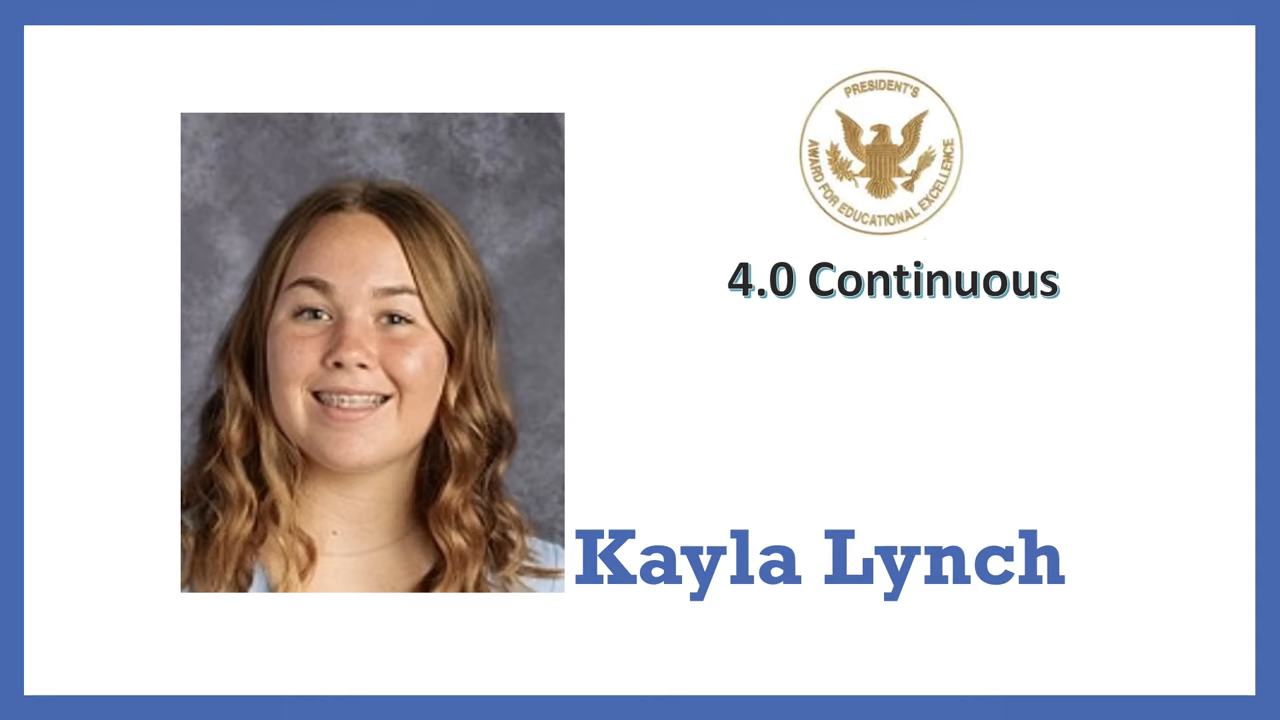 PRESIDENT'S
AWARD FOR EDUCATIONAL EXCELLENCE
4.0 Continuous
Kayla Lynch